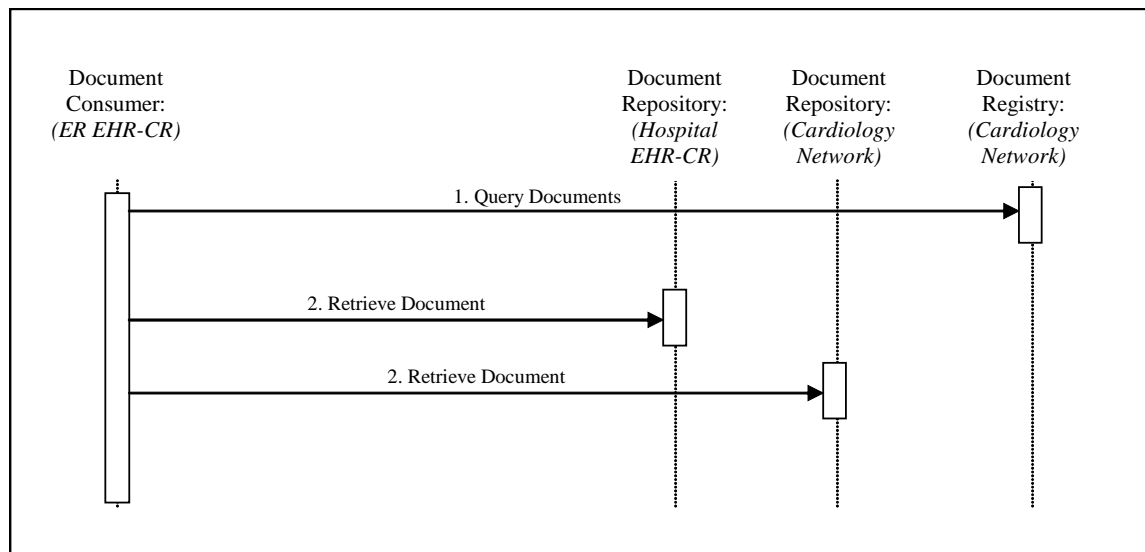 Document
Consumer:
(ER EHR-CR)
Document
Repository:
(Hospital
EHR-CR)
Document
Repository:
(Cardiology
Network)
Document
Registry:
(Cardiology
Network)
1. Query Documents
2. Retrieve Document
2. Retrieve Document